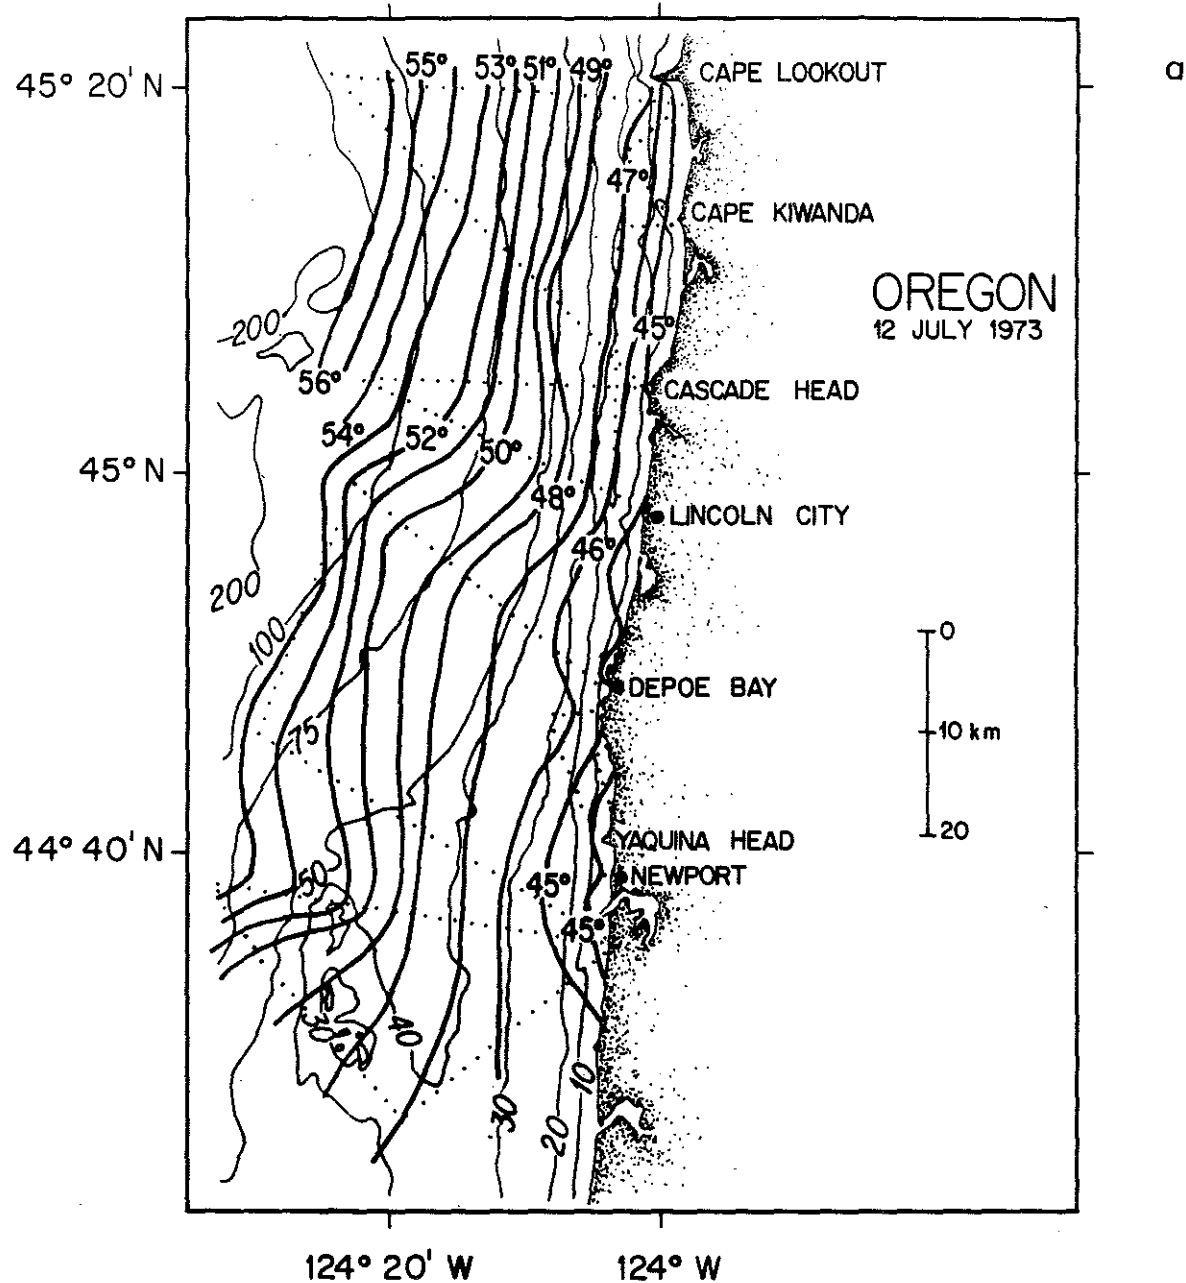 a
55°
53°
51°
49°
45° 20' N
CAPE LOOKOUT
47°
CAPE KIWANDA
OREGON
12 JULY 1973
200
45°
56°
CASCADE HEAD
54°
52°
50°
45° N
48°
LINCOLN CITY
46°
200
100
0
DEPOE BAY
75
10 km
20
44° 40' N
YAQUINA HEAD
50
45°
NEWPORT
45°
30
40
10
30
20
124° 20' W
124° W